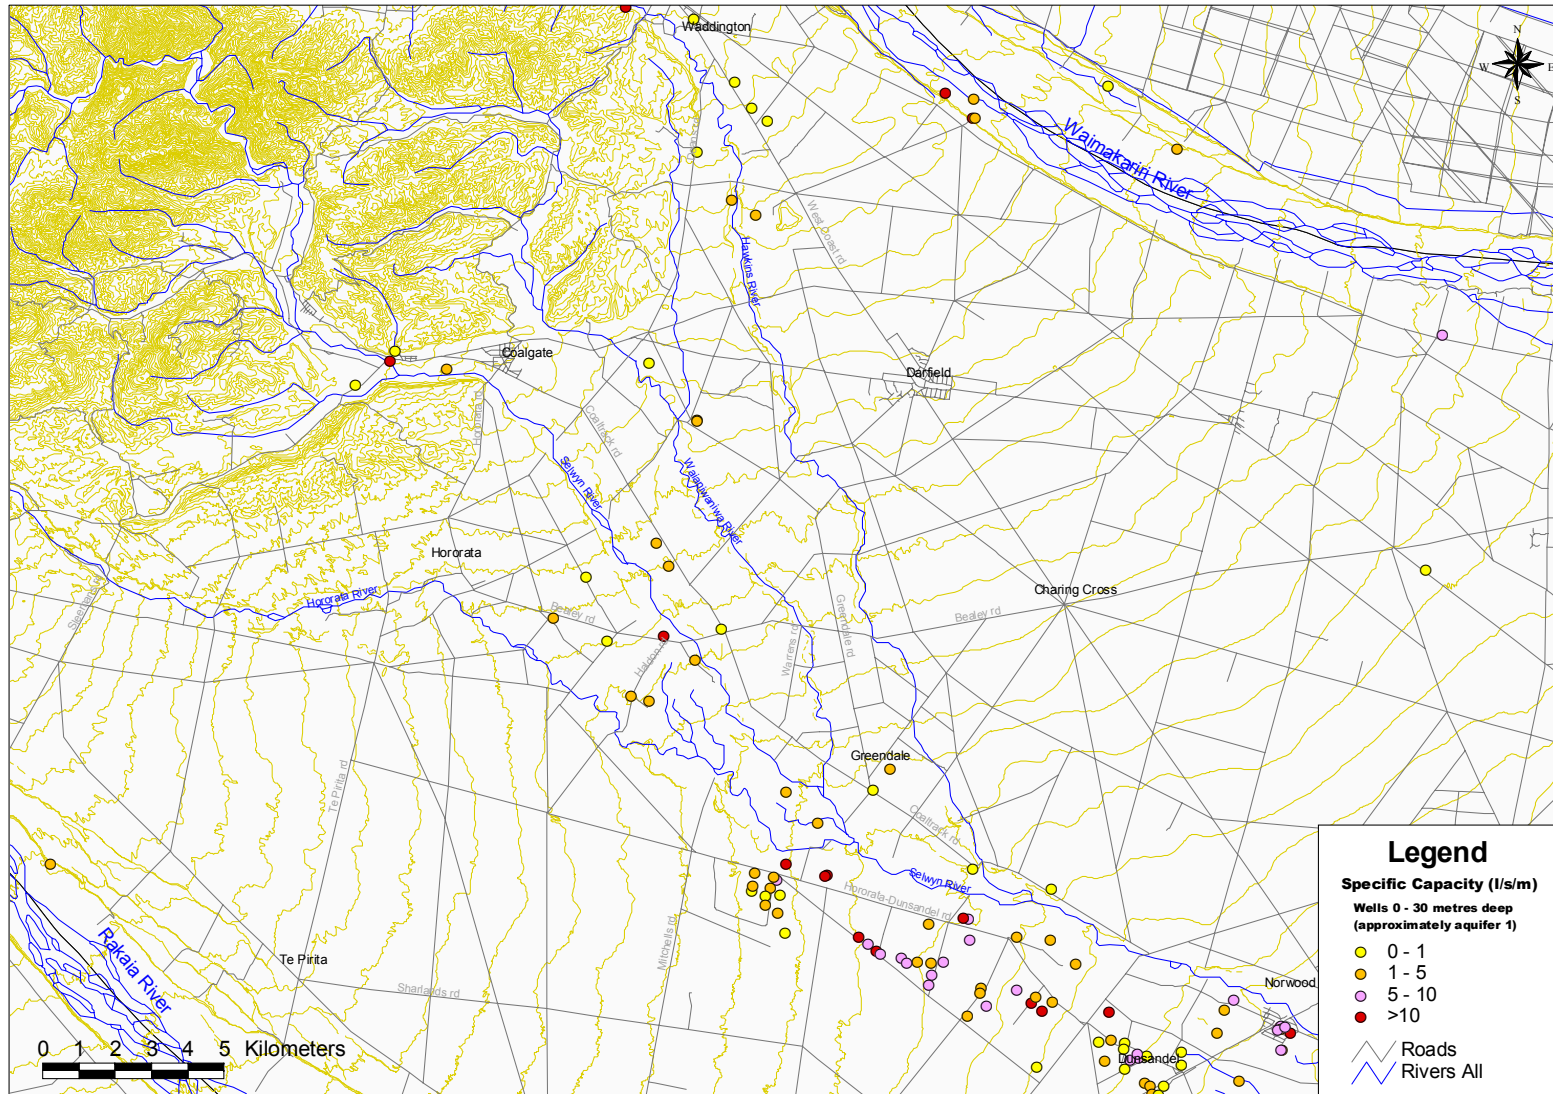 Waddington
N
W
E
S
Waimakariri River
West Coast rd
Hawkins River
Coalgate
Darfield
Hororata rd
Coaltrack rd
Selwyn River
Waianiwaniwa River
Hororata
Hororata River
Bealey rd
Haldon rd
Warrens rd
Greendale rd
Bealey rd
Charing Cross
Te Pirita rd
Greendale
Coaltrack rd
Selwyn River
Hororata-Dunsandel rd
Mitchells rd
Rakaia River
Te Pirita
Sharlands rd
Norwood
Dunsandel
0 1 2 3 4 5 Kilometers
Legend
Specific Capacity (l/s/m)
Wells 0 - 30 metres deep
(approximately aquifer 1)
0 - 1
1 - 5
5 - 10
>10
Roads
Rivers All